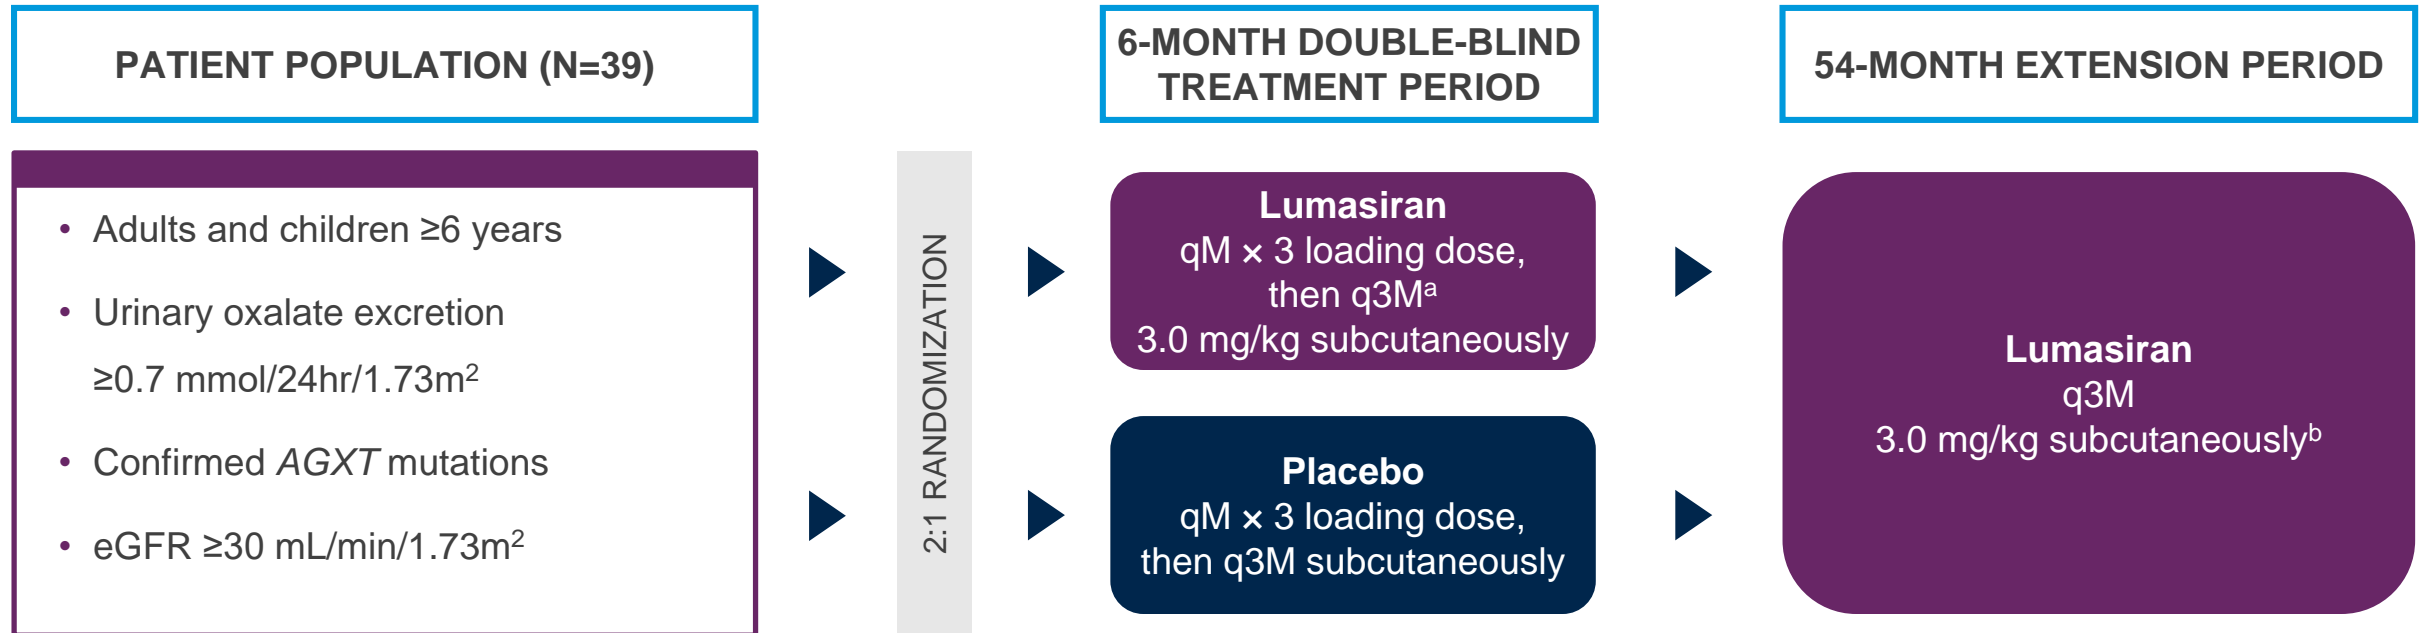 PATIENT POPULATION (N=39)
• Adults and children ≥6 years
• Urinary oxalate excretion
≥0.7 mmol/24hr/1.73m²
• Confirmed AGXT mutations
• eGFR ≥30 mL/min/1.73m²
2:1 RANDOMIZATION
6-MONTH DOUBLE-BLIND
TREATMENT PERIOD
Lumasiran
qM × 3 loading dose,
then q3Mᵃ
3.0 mg/kg subcutaneously
Placebo
qM × 3 loading dose,
then q3M subcutaneously
54-MONTH EXTENSION PERIOD
Lumasiran
q3M
3.0 mg/kg subcutaneouslyᵇ